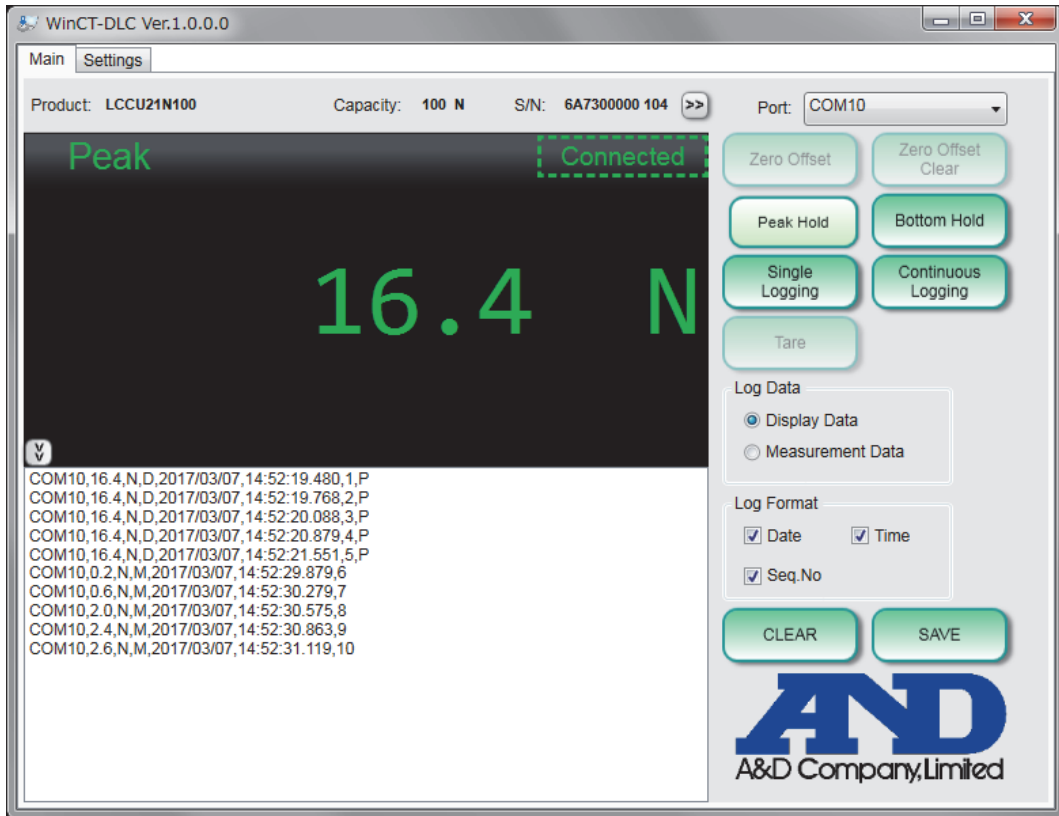 WinCT-DLC Ver.1.0.0.0
Main Settings
Product: LCCU21N100 Capacity: 100 N S/N: 6A7300000 104 >> Port: COM10
Peak Connected
16.4 N
Zero Offset Zero Offset Clear
Peak Hold Bottom Hold
Single Logging Continuous Logging
Tare
Log Data
Display Data
Measurement Data
COM10,16.4,N,D,2017/03/07,14:52:19.480,1,P
COM10,16.4,N,D,2017/03/07,14:52:19.768,2,P
COM10,16.4,N,D,2017/03/07,14:52:20.088,3,P
COM10,16.4,N,D,2017/03/07,14:52:20.879,4,P
COM10,16.4,N,D,2017/03/07,14:52:21.551,5,P
COM10,0.2,N,M,2017/03/07,14:52:29.879,6
COM10,0.6,N,M,2017/03/07,14:52:30.279,7
COM10,2.0,N,M,2017/03/07,14:52:30.575,8
COM10,2.4,N,M,2017/03/07,14:52:30.863,9
COM10,2.6,N,M,2017/03/07,14:52:31.119,10
Log Format
Date Time
Seq.No
CLEAR SAVE
AND
A&D Company,Limited